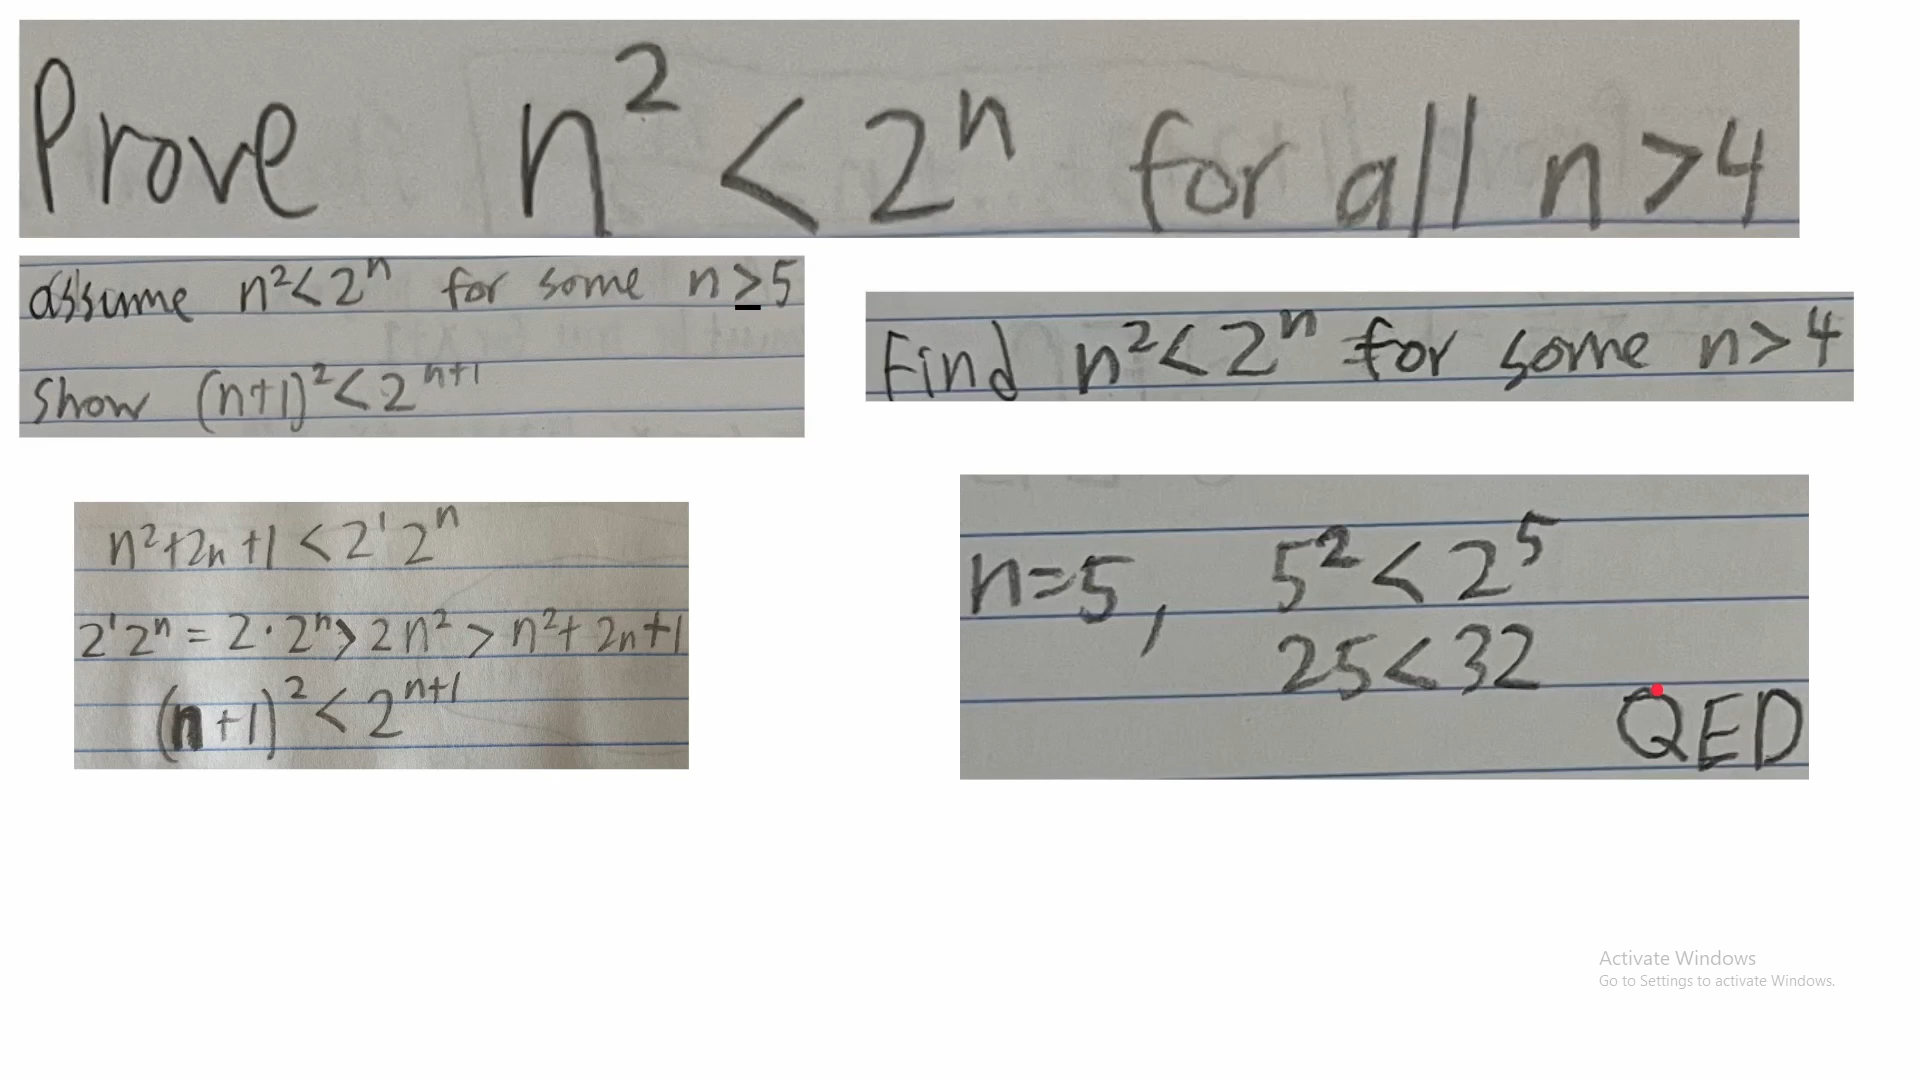 Prove n² < 2ⁿ for all n > 4
assume n² < 2ⁿ for some n ≥ 5
Show (n+1)² < 2ⁿ⁺¹
Find n² < 2ⁿ for some n > 4
n² + 2n + 1 < 2¹2ⁿ
2¹2ⁿ = 2 · 2ⁿ > 2n² > n² + 2n + 1
(n+1)² < 2ⁿ⁺¹
n = 5, 5² < 2⁵
25 < 32
QED
Activate Windows
Go to Settings to activate Windows.